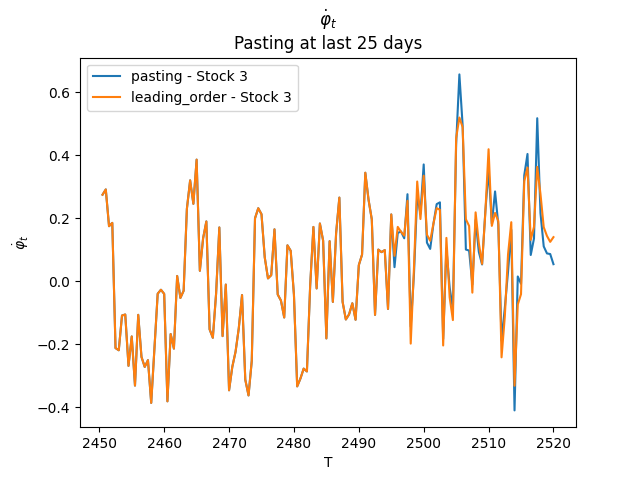 φ̇ₜ
Pasting at last 25 days
pasting - Stock 3
leading_order - Stock 3
0.6
0.4
0.2
0.0
−0.2
−0.4
φ̇ₜ
2450 2460 2470 2480 2490 2500 2510 2520
T